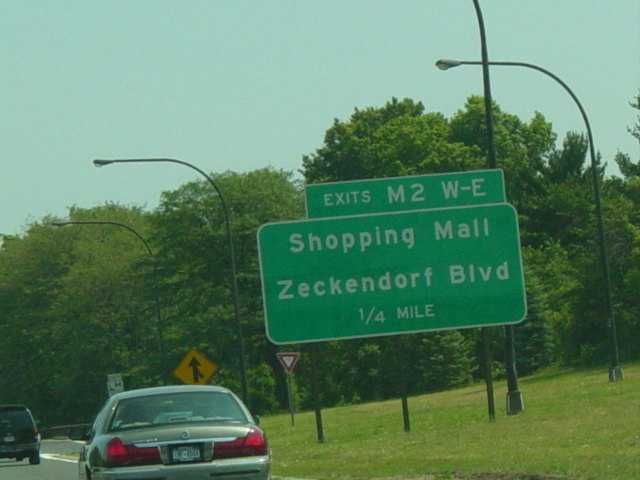 EXITS M2 W-E
Shopping Mall
Zeckendorf Blvd
1/4 MILE